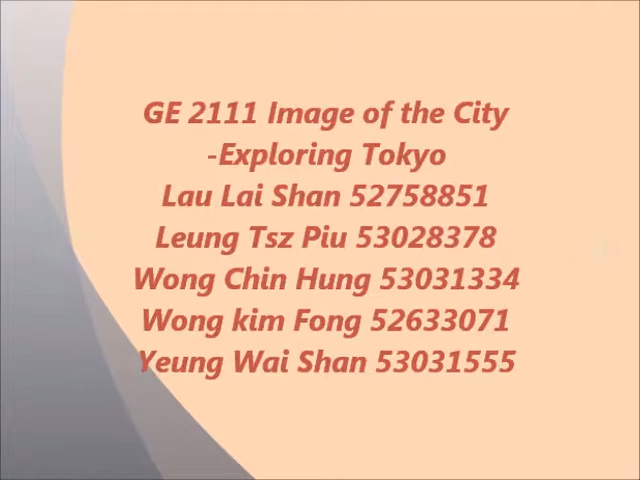 GE 2111 Image of the City
-Exploring Tokyo
Lau Lai Shan 52758851
Leung Tsz Piu 53028378
Wong Chin Hung 53031334
Wong kim Fong 52633071
Yeung Wai Shan 53031555